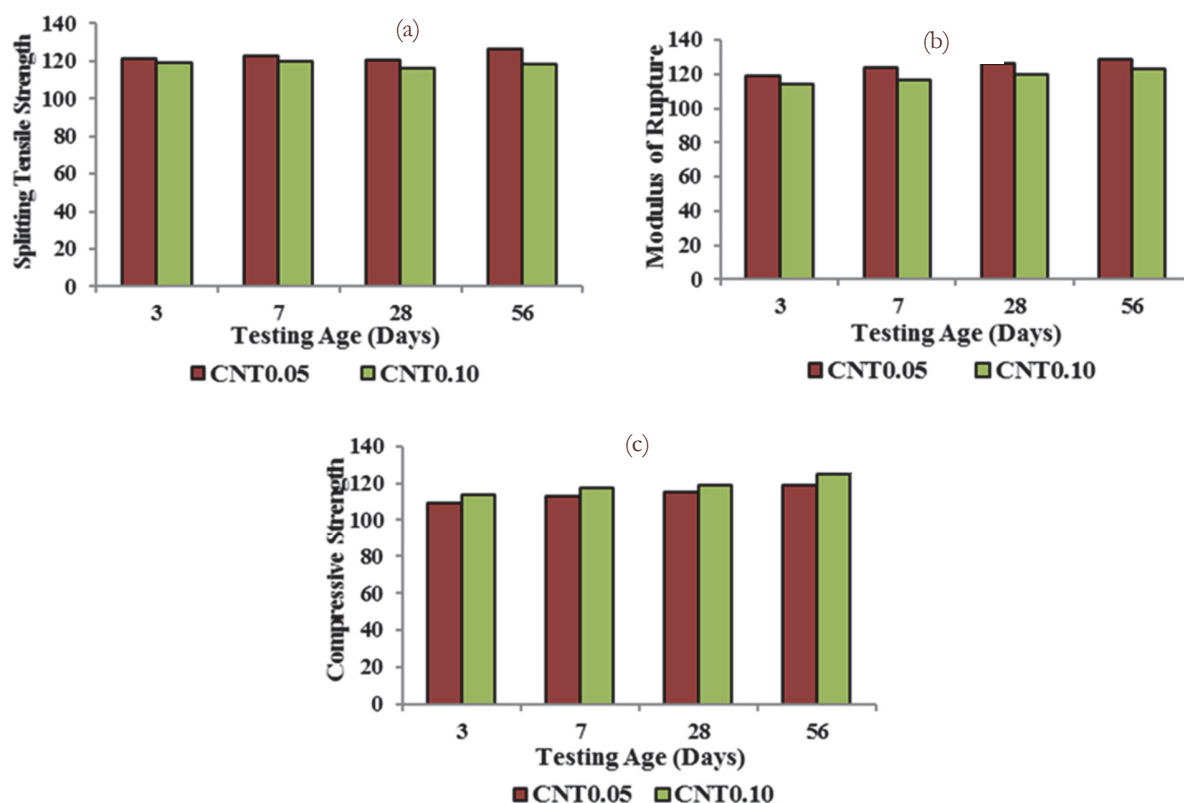 (a)
Splitting Tensile Strength
140
120
100
80
60
40
20
0
3 7 28 56
Testing Age (Days)
CNT0.05 CNT0.10
(b)
Modulus of Rupture
140
120
100
80
60
40
20
0
3 7 28 56
Testing Age (Days)
CNT0.05 CNT0.10
(c)
Compressive Strength
140
120
100
80
60
40
20
0
3 7 28 56
Testing Age (Days)
CNT0.05 CNT0.10